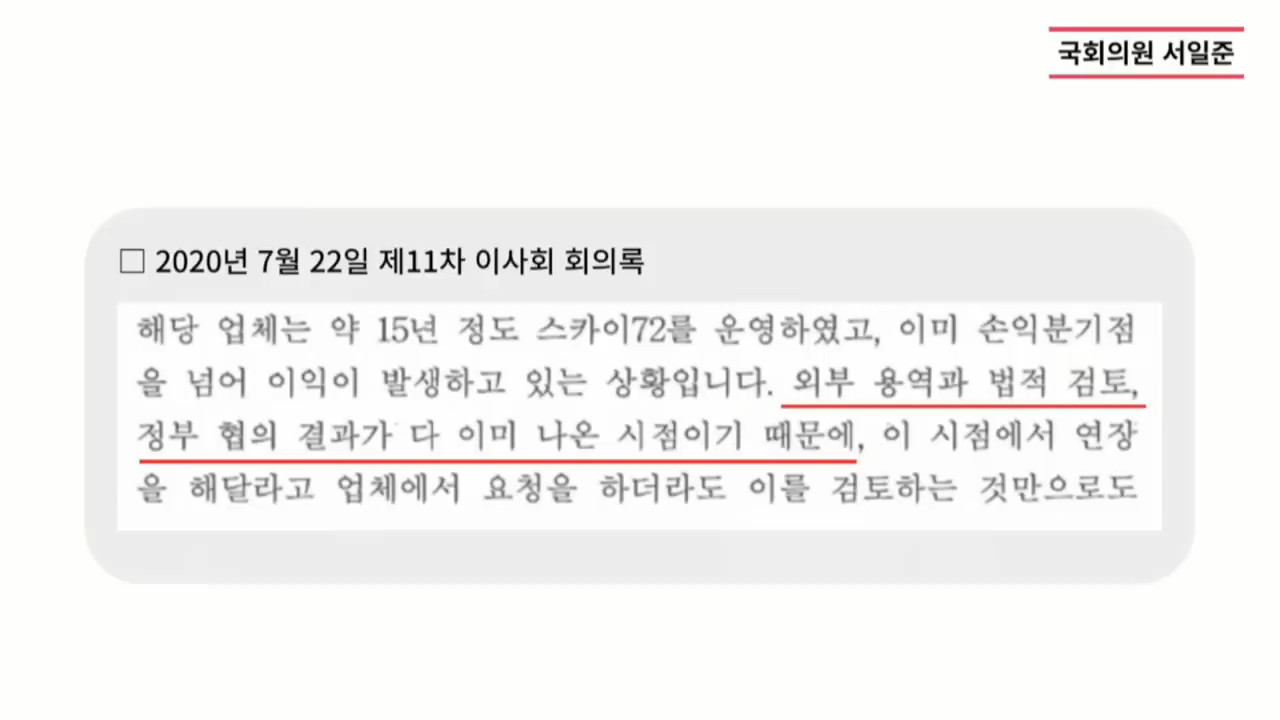 국회의원 서일준
□ 2020년 7월 22일 제11차 이사회 회의록
해당 업체는 약 15년 정도 스카이72를 운영하였고, 이미 손익분기점
을 넘어 이익이 발생하고 있는 상황입니다. 외부 용역과 법적 검토,
정부 협의 결과가 다 이미 나온 시점이기 때문에, 이 시점에서 연장
을 해달라고 업체에서 요청을 하더라도 이를 검토하는 것만으로도